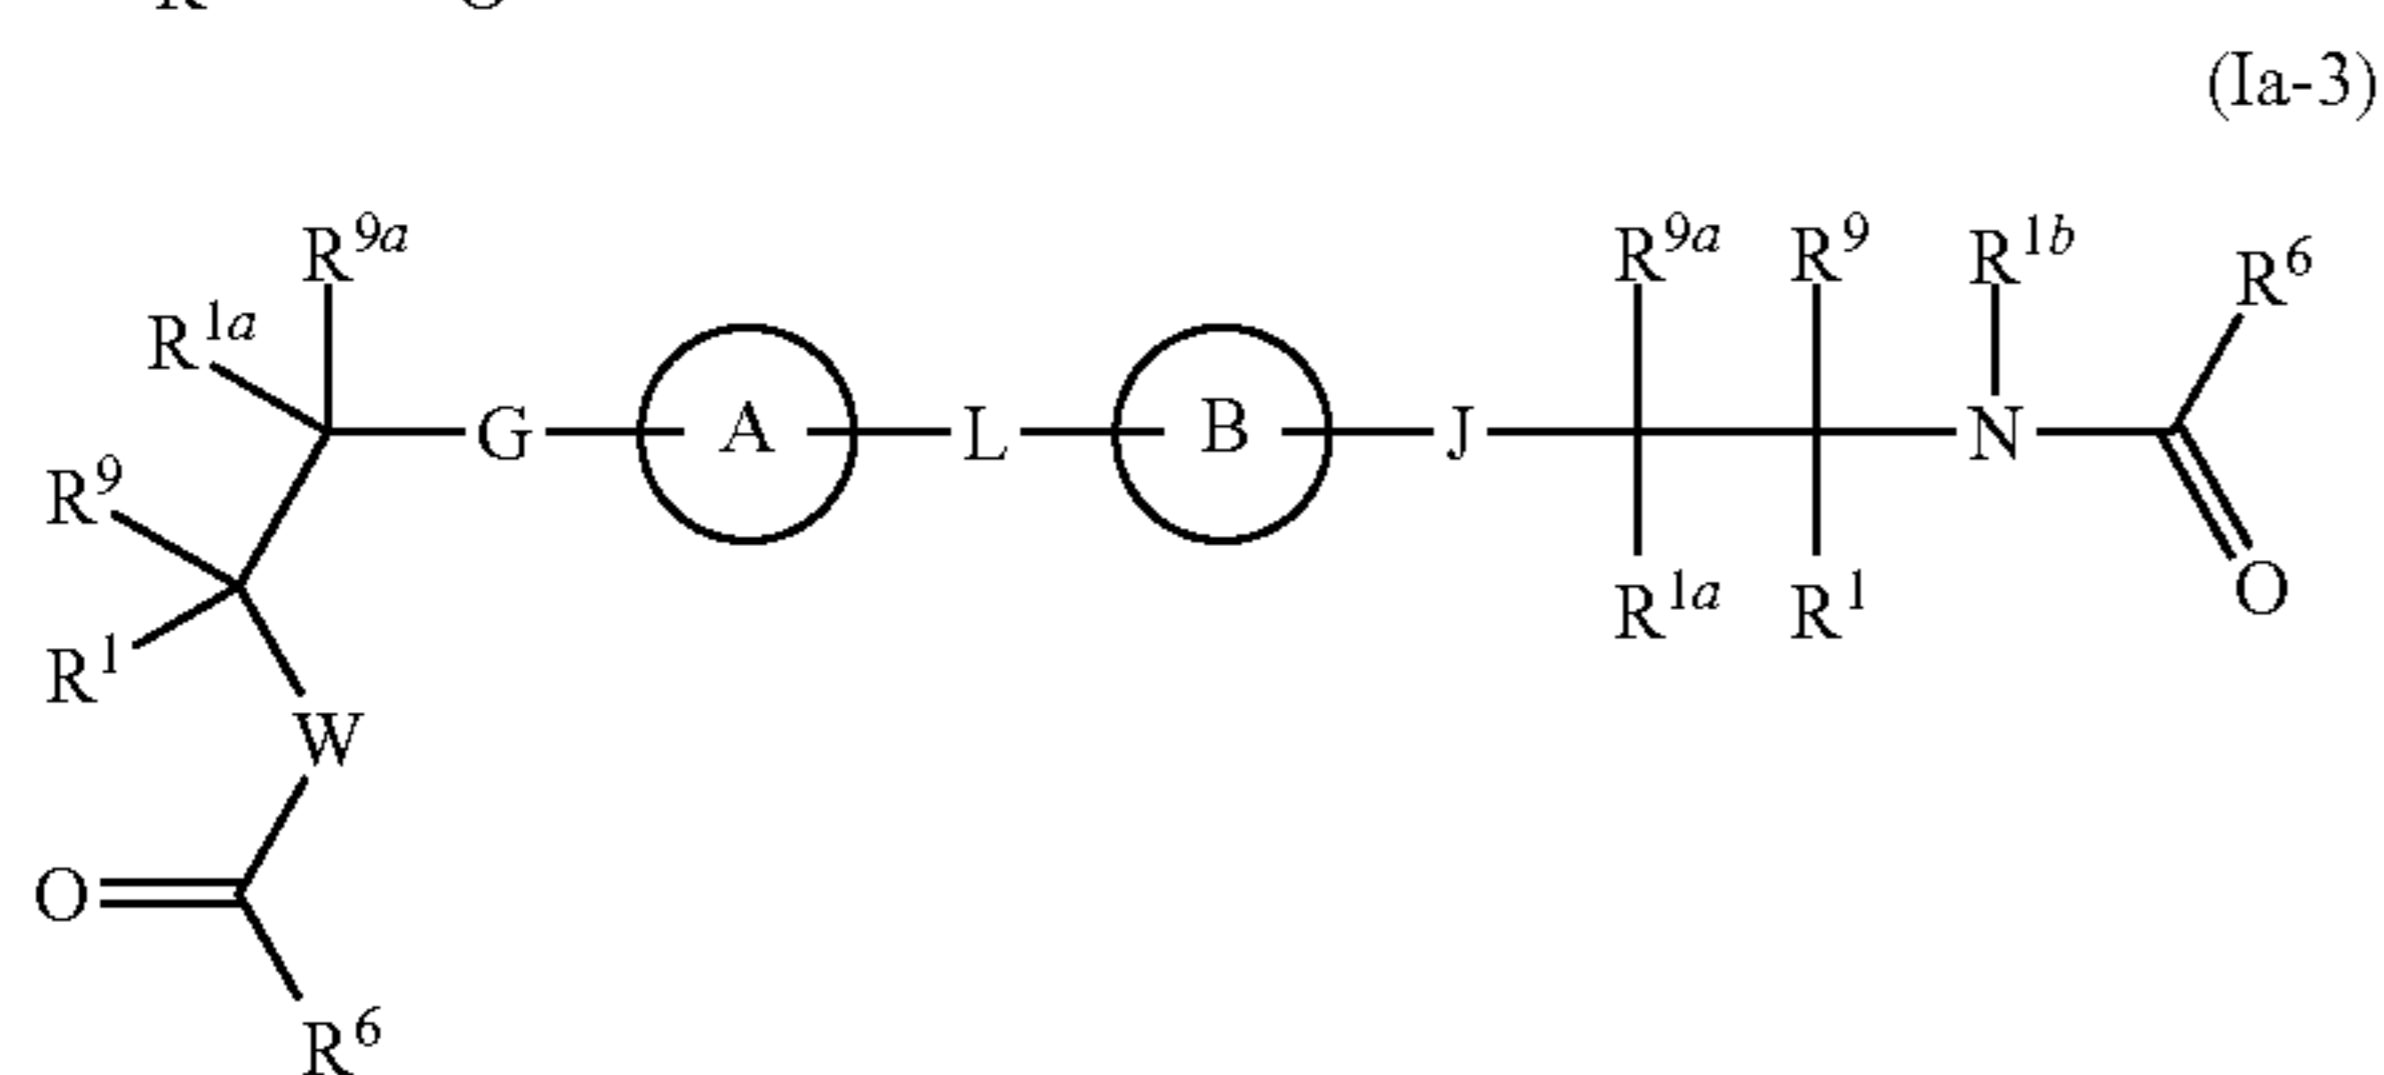 (Ia-3)
R9a R9a R9 R1b R6
R1a
G A L B J N
R9
R1a R1 O
R1
W
O
R6